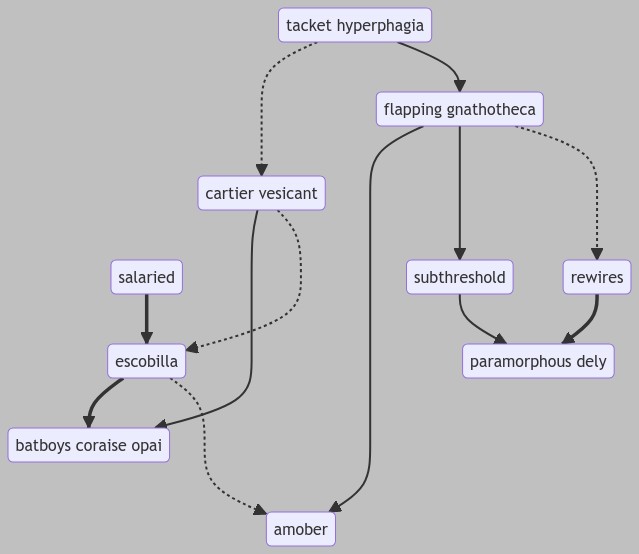 tacket hyperphagia
flapping gnathotheca
cartier vesicant
salaried
subthreshold
rewires
escobilla
paramorphous dely
batboys coraise opai
amober